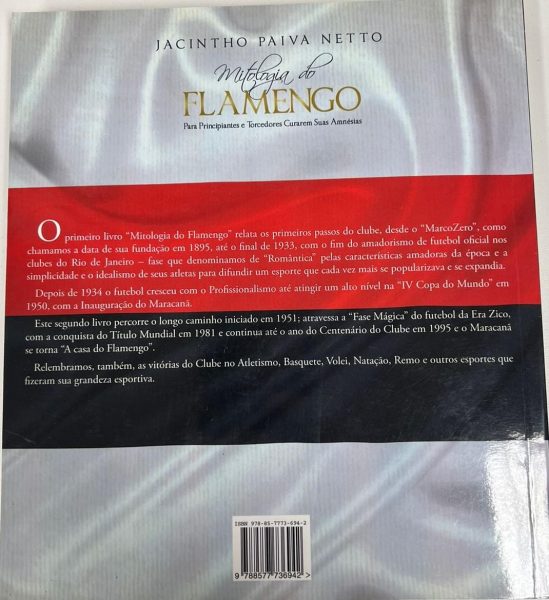 JACINTHO PAIVA NETTO
Mitologia do
FLAMENGO
Para Principiantes e Torcedores Curarem Suas Amnésias
O primeiro livro "Mitologia do Flamengo" relata os primeiros passos do clube, desde o "MarcoZero", como
chamamos a data de sua fundação em 1895, até o final de 1933, com o fim do amadorismo de futebol oficial nos
clubes do Rio de Janeiro – fase que denominamos de "Romântica" pelas características amadoras da época e a
simplicidade e o idealismo de seus atletas para difundir um esporte que cada vez mais se popularizava e se expandia.
Depois de 1934 o futebol cresceu com o Profissionalismo até atingir um alto nível na "IV Copa do Mundo" em
1950, com a Inauguração do Maracanã.
Este segundo livro percorre o longo caminho iniciado em 1951; atravessa a "Fase Mágica" do futebol da Era Zico,
com a conquista do Título Mundial em 1981 e continua até o ano do Centenário do Clube em 1995 e o Maracanã
se torna "A casa do Flamengo".
Relembramos, também, as vitórias do Clube no Atletismo, Basquete, Volei, Natação, Remo e outros esportes que
fizeram sua grandeza esportiva.
ISBN 978-85-7773-694-2
9 788577 736942 >